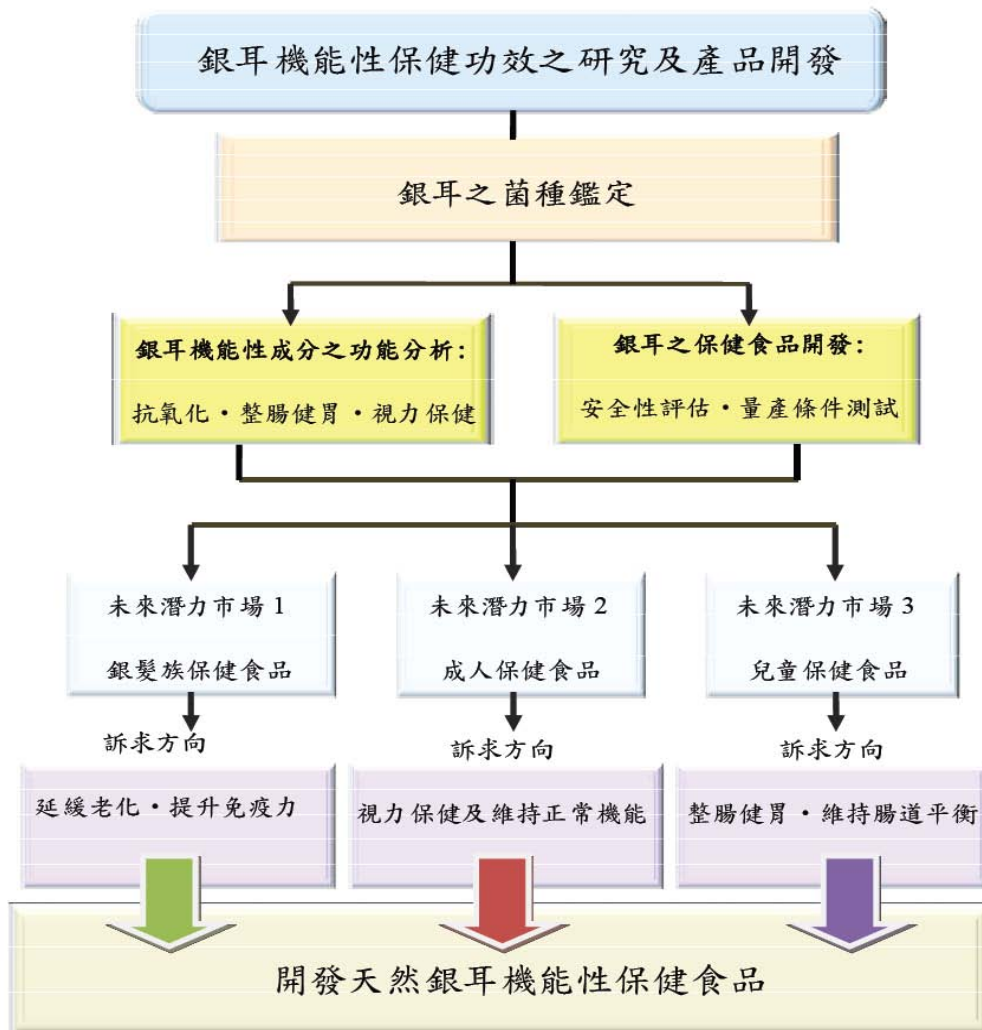 銀耳機能性保健功效之研究及產品開發
銀耳之菌種鑑定
銀耳機能性成分之功能分析：
抗氧化・整腸健胃・視力保健
銀耳之保健食品開發：
安全性評估・量產條件測試
未來潛力市場 1
銀髮族保健食品
未來潛力市場 2
成人保健食品
未來潛力市場 3
兒童保健食品
訴求方向
訴求方向
訴求方向
延緩老化・提升免疫力
視力保健及維持正常機能
整腸健胃・維持腸道平衡
開發天然銀耳機能性保健食品